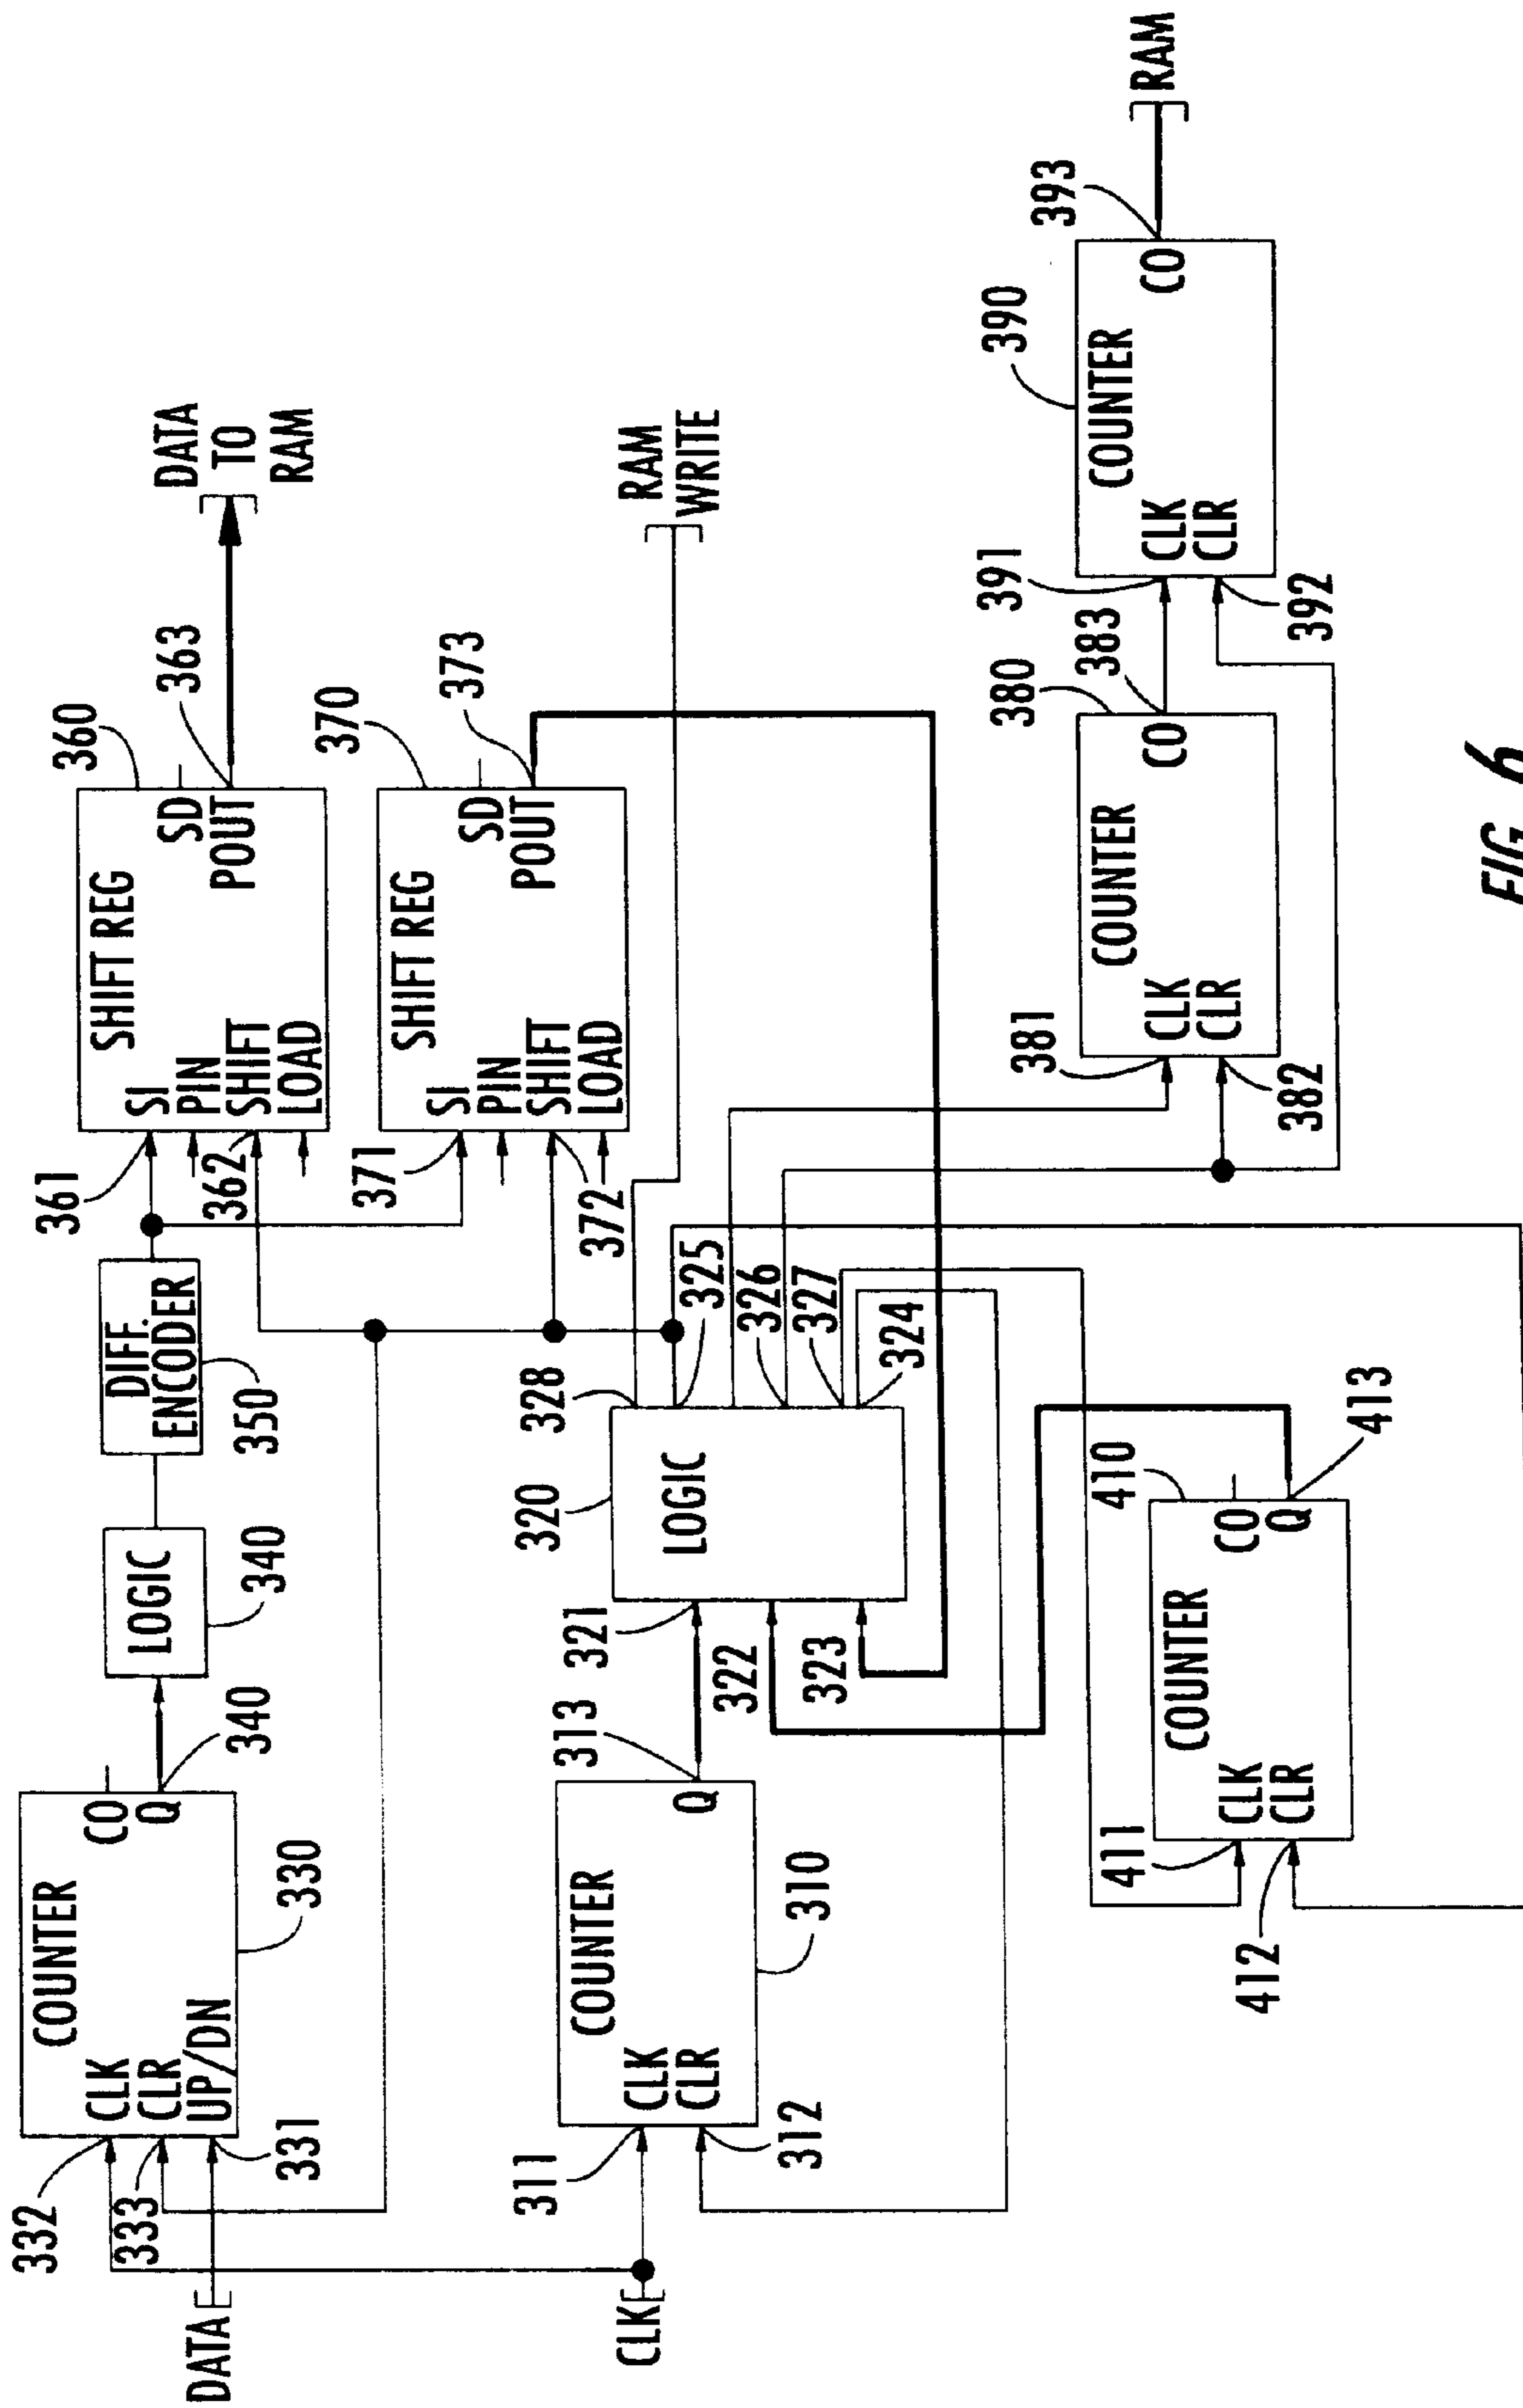 DATA
332
333
331
COUNTER
CLK
CLR
UP/DN
CO
Q
330
340
LOGIC
340
DIFF.
ENCODER
350
361
362
SHIFT REG
SI
PIN
SHIFT
LOAD
SD
POUT
360
363
DATA
TO
RAM
371
372
SHIFT REG
SI
PIN
SHIFT
LOAD
SD
POUT
370
373
RAM
WRITE
CLK
311
312
COUNTER
CLK
CLR
Q
310
313
321
322
323
320
LOGIC
328
325
326
327
324
411
412
COUNTER
CLK
CLR
CO
Q
410
413
381
382
COUNTER
CLK
CLR
CO
380
383
391
392
COUNTER
CLK
CLR
CO
390
393
RAM
FIG. 6